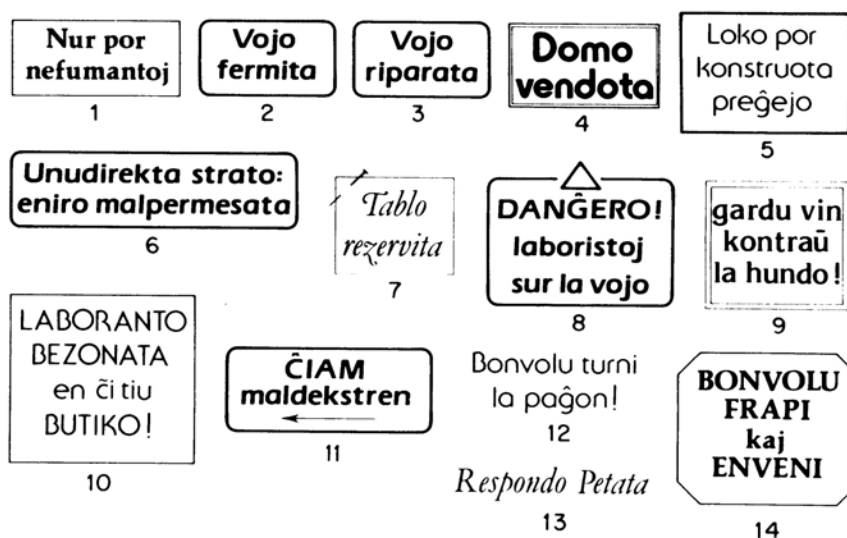 Nur por
nefumantoj
1
Vojo
fermita
2
Vojo
riparata
3
Domo
vendota
4
Loko por
konstruota
preĝejo
5
Unudirekta strato:
eniro malpermesata
6
Tablo
rezervita
7
DANĜERO!
laboristoj
sur la vojo
8
gardu vin
kontraŭ
la hundo!
9
LABORANTO
BEZONATA
en ĉi tiu
BUTIKO!
10
ĈIAM
maldekstren
11
Bonvolu turni
la paĝon!
12
Respondo Petata
13
BONVOLU
FRAPI
kaj
ENVENI
14